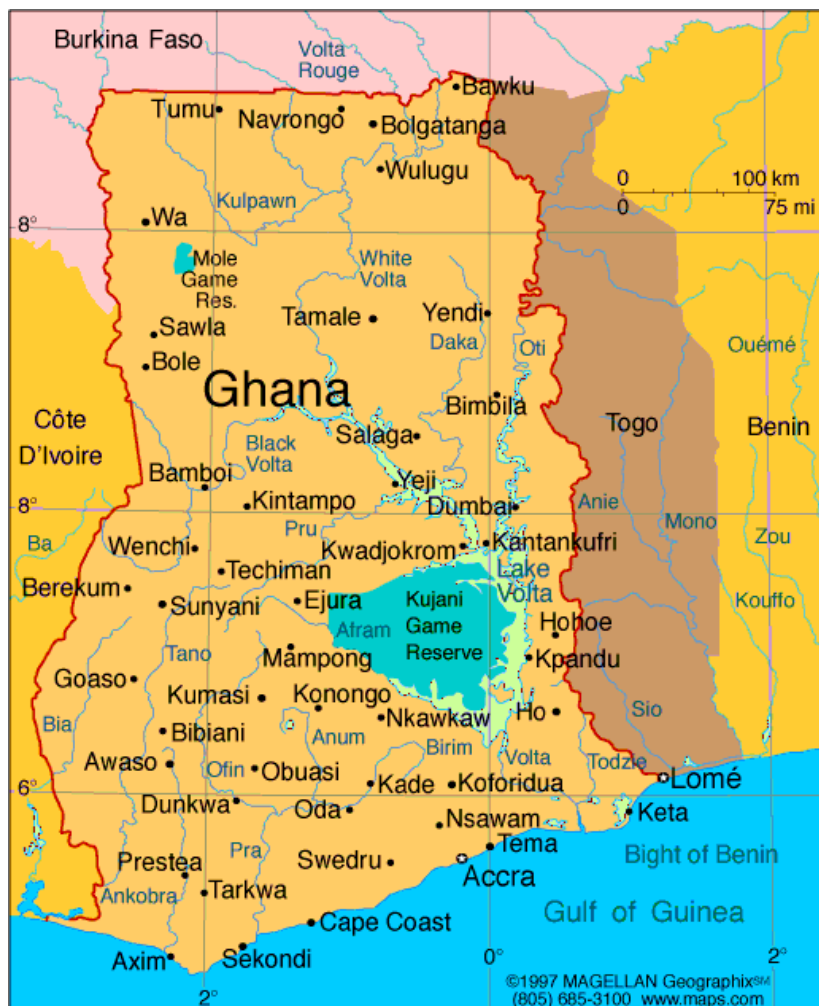 Burkina Faso
Volta
Rouge
Bawku
Tumu
Navrongo
Bolgatanga
Wulugu
0 100 km
0 75 mi
Kulpawn
Wa
8°
Mole
Game
Res.
White
Volta
Sawla
Tamale
Yendi
Daka
Oti
Ouémé
Bole
Ghana
Bimbila
Côte
D'Ivoire
Togo
Benin
Salaga
Black
Volta
Bamboi
Yeji
Kintampo
Dumbai
Anie
Mono
8°
Pru
Zou
Ba
Wenchi
Kwadjokrom
Kantankufri
Techiman
Lake
Volta
Berekum
Sunyani
Ejura
Kujani
Game
Reserve
Kouffo
Afram
Hohoe
Tano
Mampong
Kpandu
Goaso
Kumasi
Konongo
Nkawkaw
Ho
Sio
Bia
Bibiani
Anum
Birim
Volta
Todzie
Awaso
Ofin
Obuasi
Kade
Koforidua
Lomé
6°
Dunkwa
Oda
Nsawam
Keta
Pra
Swedru
Tema
Bight of Benin
Prestea
Accra
Ankobra
Tarkwa
Gulf of Guinea
Cape Coast
Axim
Sekondi
0°
2°
©1997 MAGELLAN Geographix℠
2°
(805) 685-3100 www.maps.com